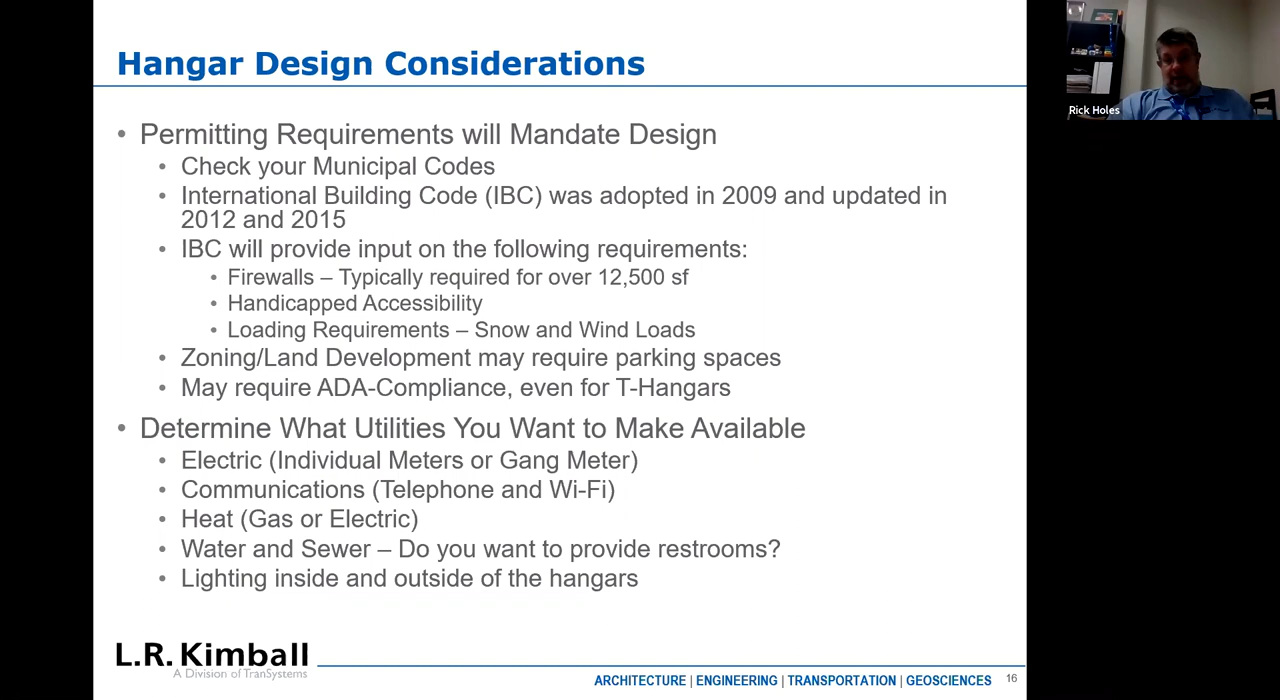 Hangar Design Considerations
• Permitting Requirements will Mandate Design
• Check your Municipal Codes
• International Building Code (IBC) was adopted in 2009 and updated in
2012 and 2015
• IBC will provide input on the following requirements:
• Firewalls – Typically required for over 12,500 sf
• Handicapped Accessibility
• Loading Requirements – Snow and Wind Loads
• Zoning/Land Development may require parking spaces
• May require ADA-Compliance, even for T-Hangars
• Determine What Utilities You Want to Make Available
• Electric (Individual Meters or Gang Meter)
• Communications (Telephone and Wi-Fi)
• Heat (Gas or Electric)
• Water and Sewer – Do you want to provide restrooms?
• Lighting inside and outside of the hangars
L.R. Kimball
A Division of TranSystems
ARCHITECTURE | ENGINEERING | TRANSPORTATION | GEOSCIENCES 16
Rick Holes